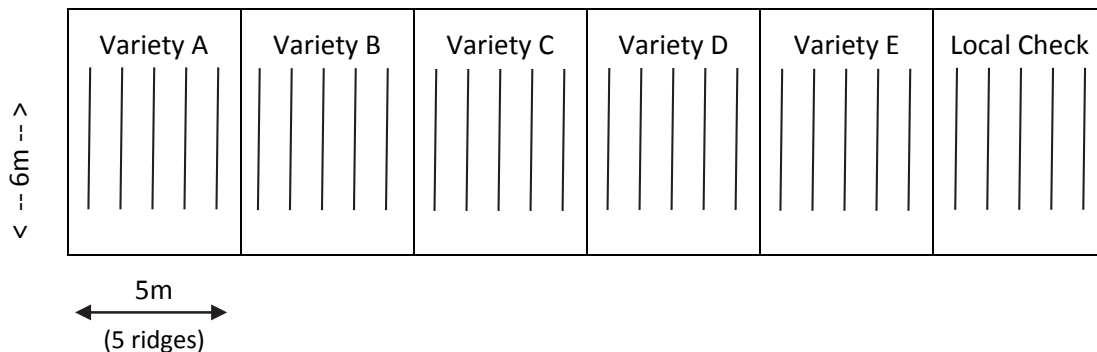 Variety A Variety B Variety C Variety D Variety E Local Check
< -- 6m -- >
5m
(5 ridges)